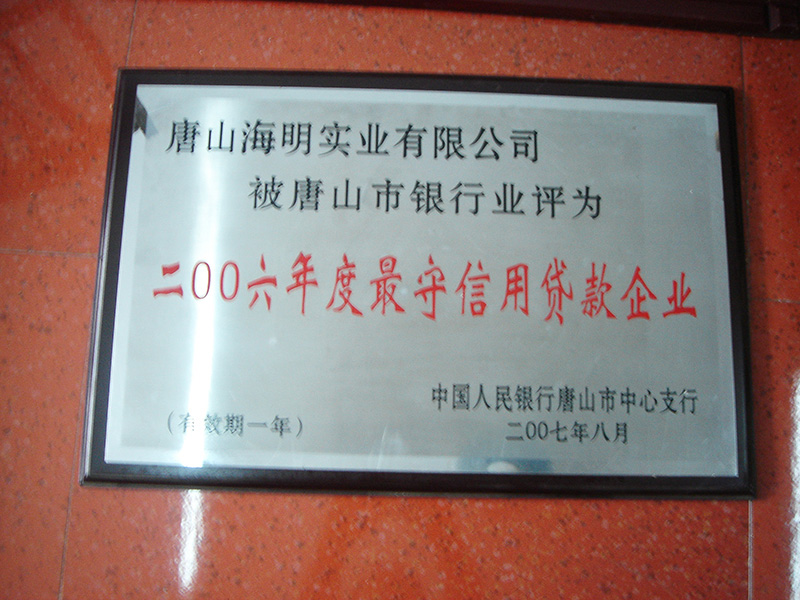 唐山海明实业有限公司
被唐山市银行业评为
二00六年度最守信用贷款企业
中国人民银行唐山市中心支行
(有效期一年)
二00七年八月